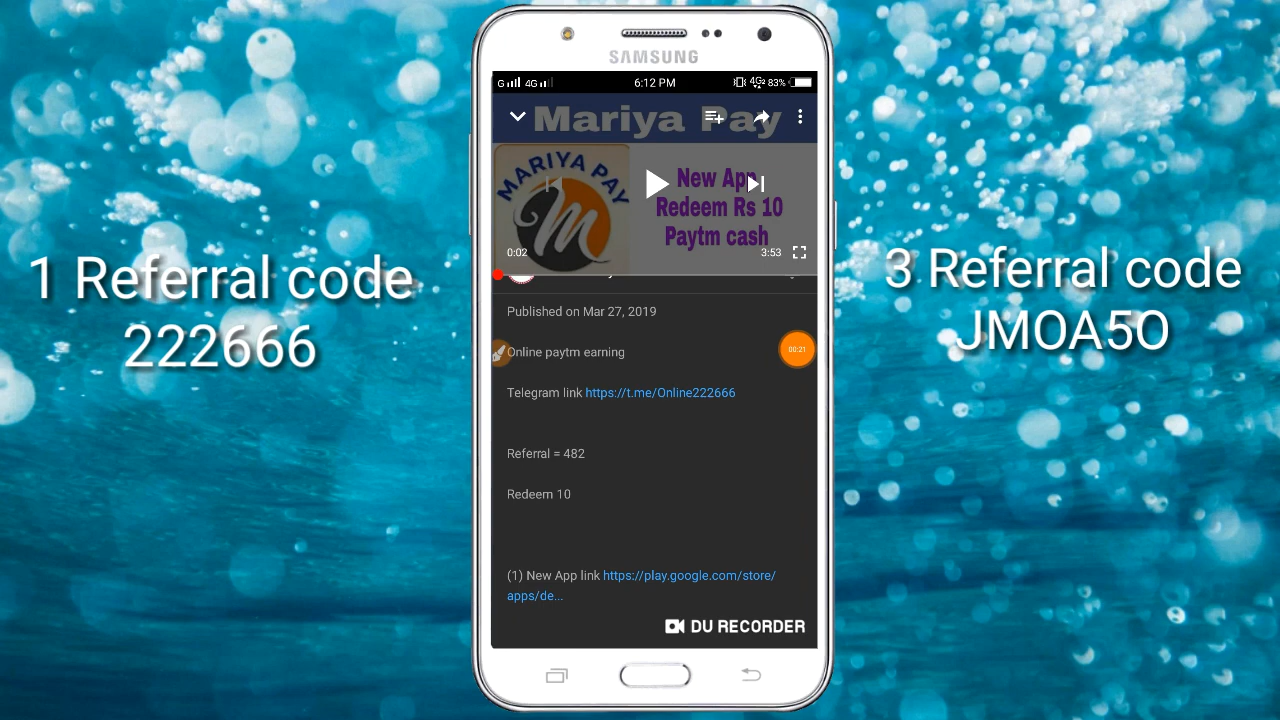 1 Referral code
222666
SAMSUNG
G 4G
6:12 PM
4G 83%
Mariya Pay
MARIYA PAY
m
New App
Redeem Rs 10
Paytm cash
0:02
3:53
Published on Mar 27, 2019
Online paytm earning
00:21
Telegram link https://t.me/Online222666
Referral = 482
Redeem 10
(1) New App link https://play.google.com/store/
apps/de...
DU RECORDER
3 Referral code
JMOA5O